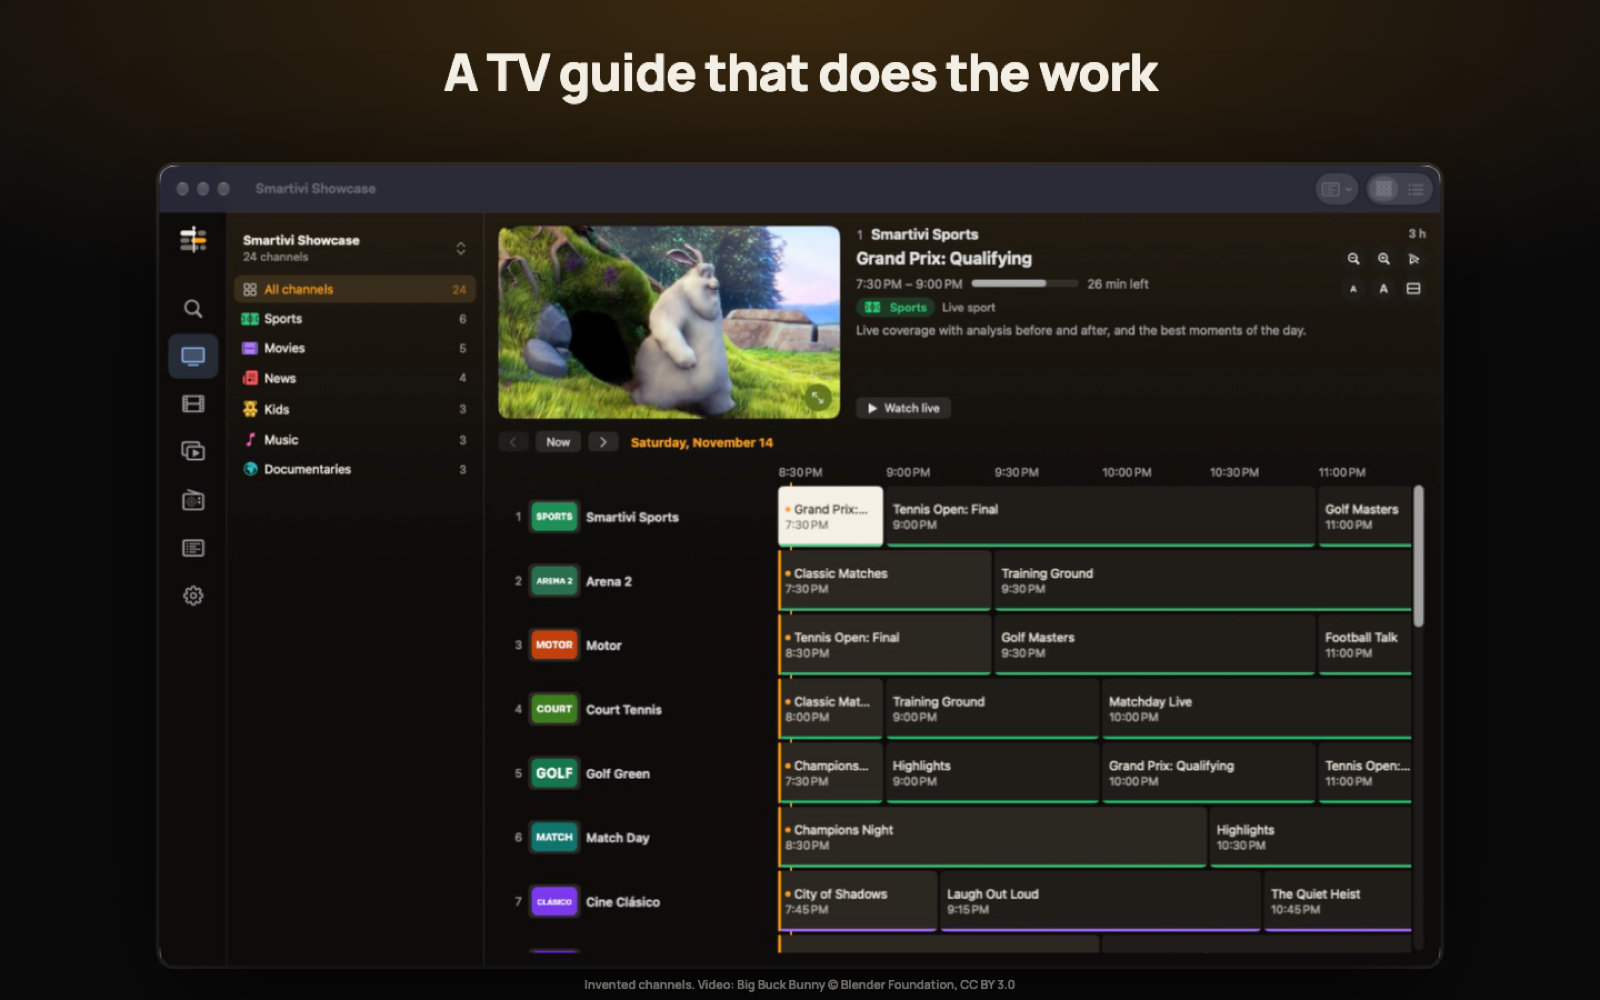 A TV guide that does the work
Smartivi Showcase
Smartivi Showcase
24 channels
All channels 24
Sports 6
Movies 5
News 4
Kids 3
Music 3
Documentaries 3
1 Smartivi Sports
3 h
Grand Prix: Qualifying
7:30 PM – 9:00 PM 26 min left
Sports Live sport
A A
Live coverage with analysis before and after, and the best moments of the day.
Watch live
Now Saturday, November 14
8:30 PM 9:00 PM 9:30 PM 10:00 PM 10:30 PM 11:00 PM
1 SPORTS Smartivi Sports
Grand Prix:... Tennis Open: Final Golf Masters
7:30 PM 9:00 PM 11:00 PM
2 ARENA 2 Arena 2
Classic Matches Training Ground
7:30 PM 9:30 PM
3 MOTOR Motor
Tennis Open: Final Golf Masters Football Talk
8:30 PM 9:30 PM 11:00 PM
4 COURT Court Tennis
Classic Mat... Training Ground Matchday Live
8:00 PM 9:00 PM 10:00 PM
5 GOLF Golf Green
Champions... Highlights Grand Prix: Qualifying Tennis Open:...
7:30 PM 9:00 PM 10:00 PM 11:00 PM
6 MATCH Match Day
Champions Night Highlights
8:30 PM 10:30 PM
7 CLÁSICO Cine Clásico
City of Shadows Laugh Out Loud The Quiet Heist
7:45 PM 9:15 PM 10:45 PM
Invented channels. Video: Big Buck Bunny © Blender Foundation, CC BY 3.0